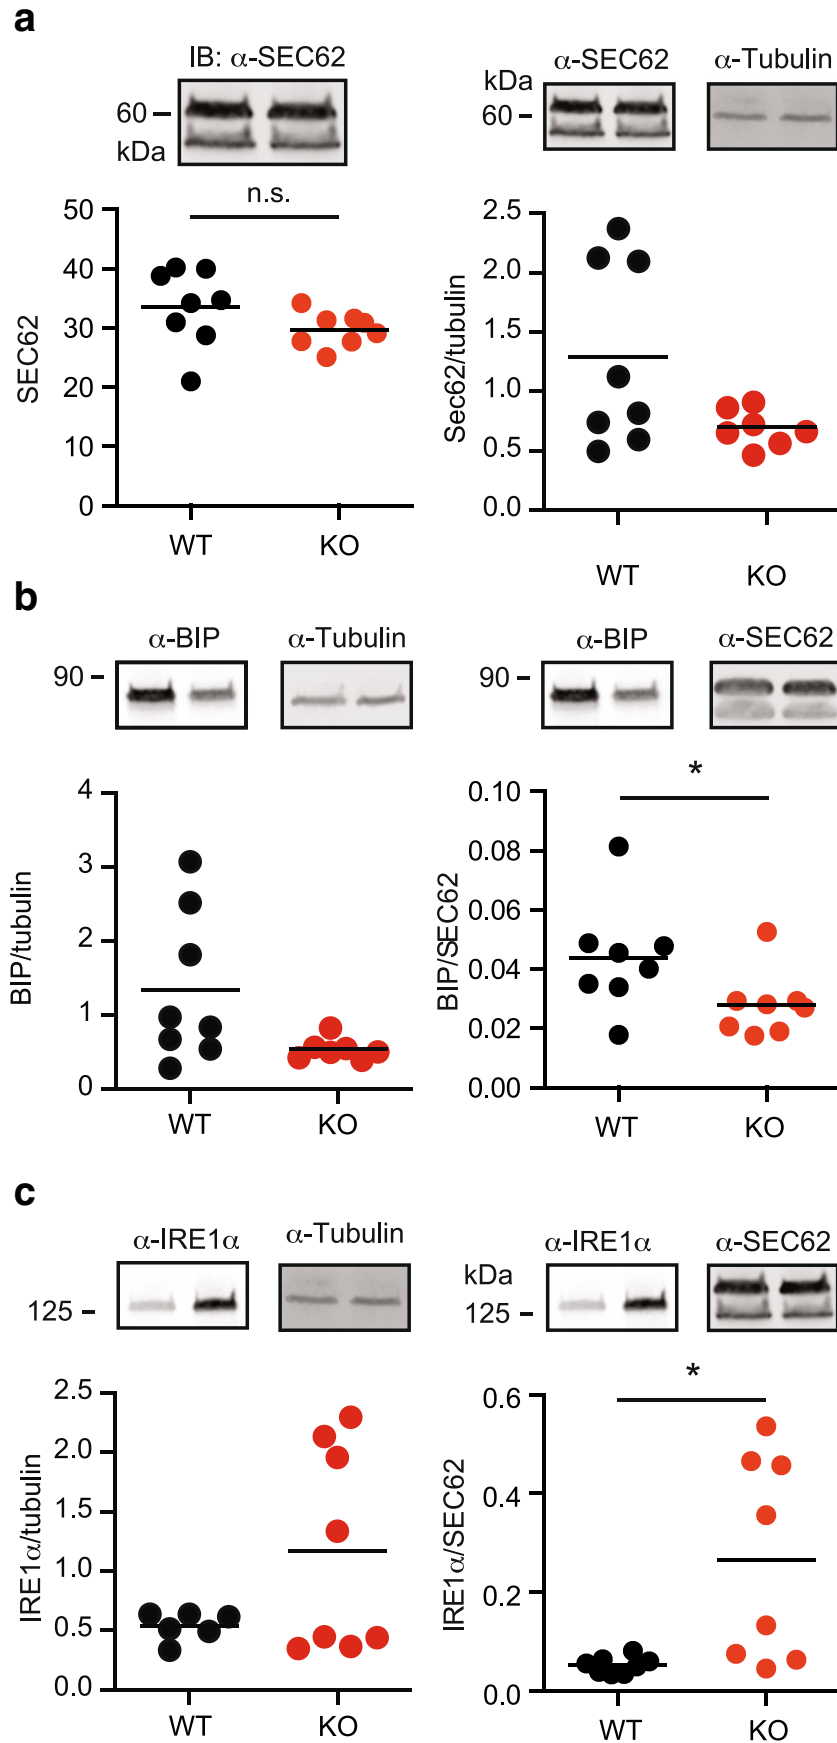 a
IB: α-SEC62
60
kDa
n.s.
50
40
30
20
10
0
SEC62
WT KO
α-SEC62 α-Tubulin
kDa
60
2.5
2.0
1.5
1.0
0.5
0.0
Sec62/tubulin
WT KO
b
α-BIP α-Tubulin
90
4
3
2
1
0
BIP/tubulin
WT KO
α-BIP α-SEC62
90
*
0.10
0.08
0.06
0.04
0.02
0.00
BIP/SEC62
WT KO
c
α-IRE1α α-Tubulin
125
2.5
2.0
1.5
1.0
0.5
0.0
IRE1α/tubulin
WT KO
α-IRE1α α-SEC62
kDa
125
*
0.6
0.4
0.2
0.0
IRE1α/SEC62
WT KO